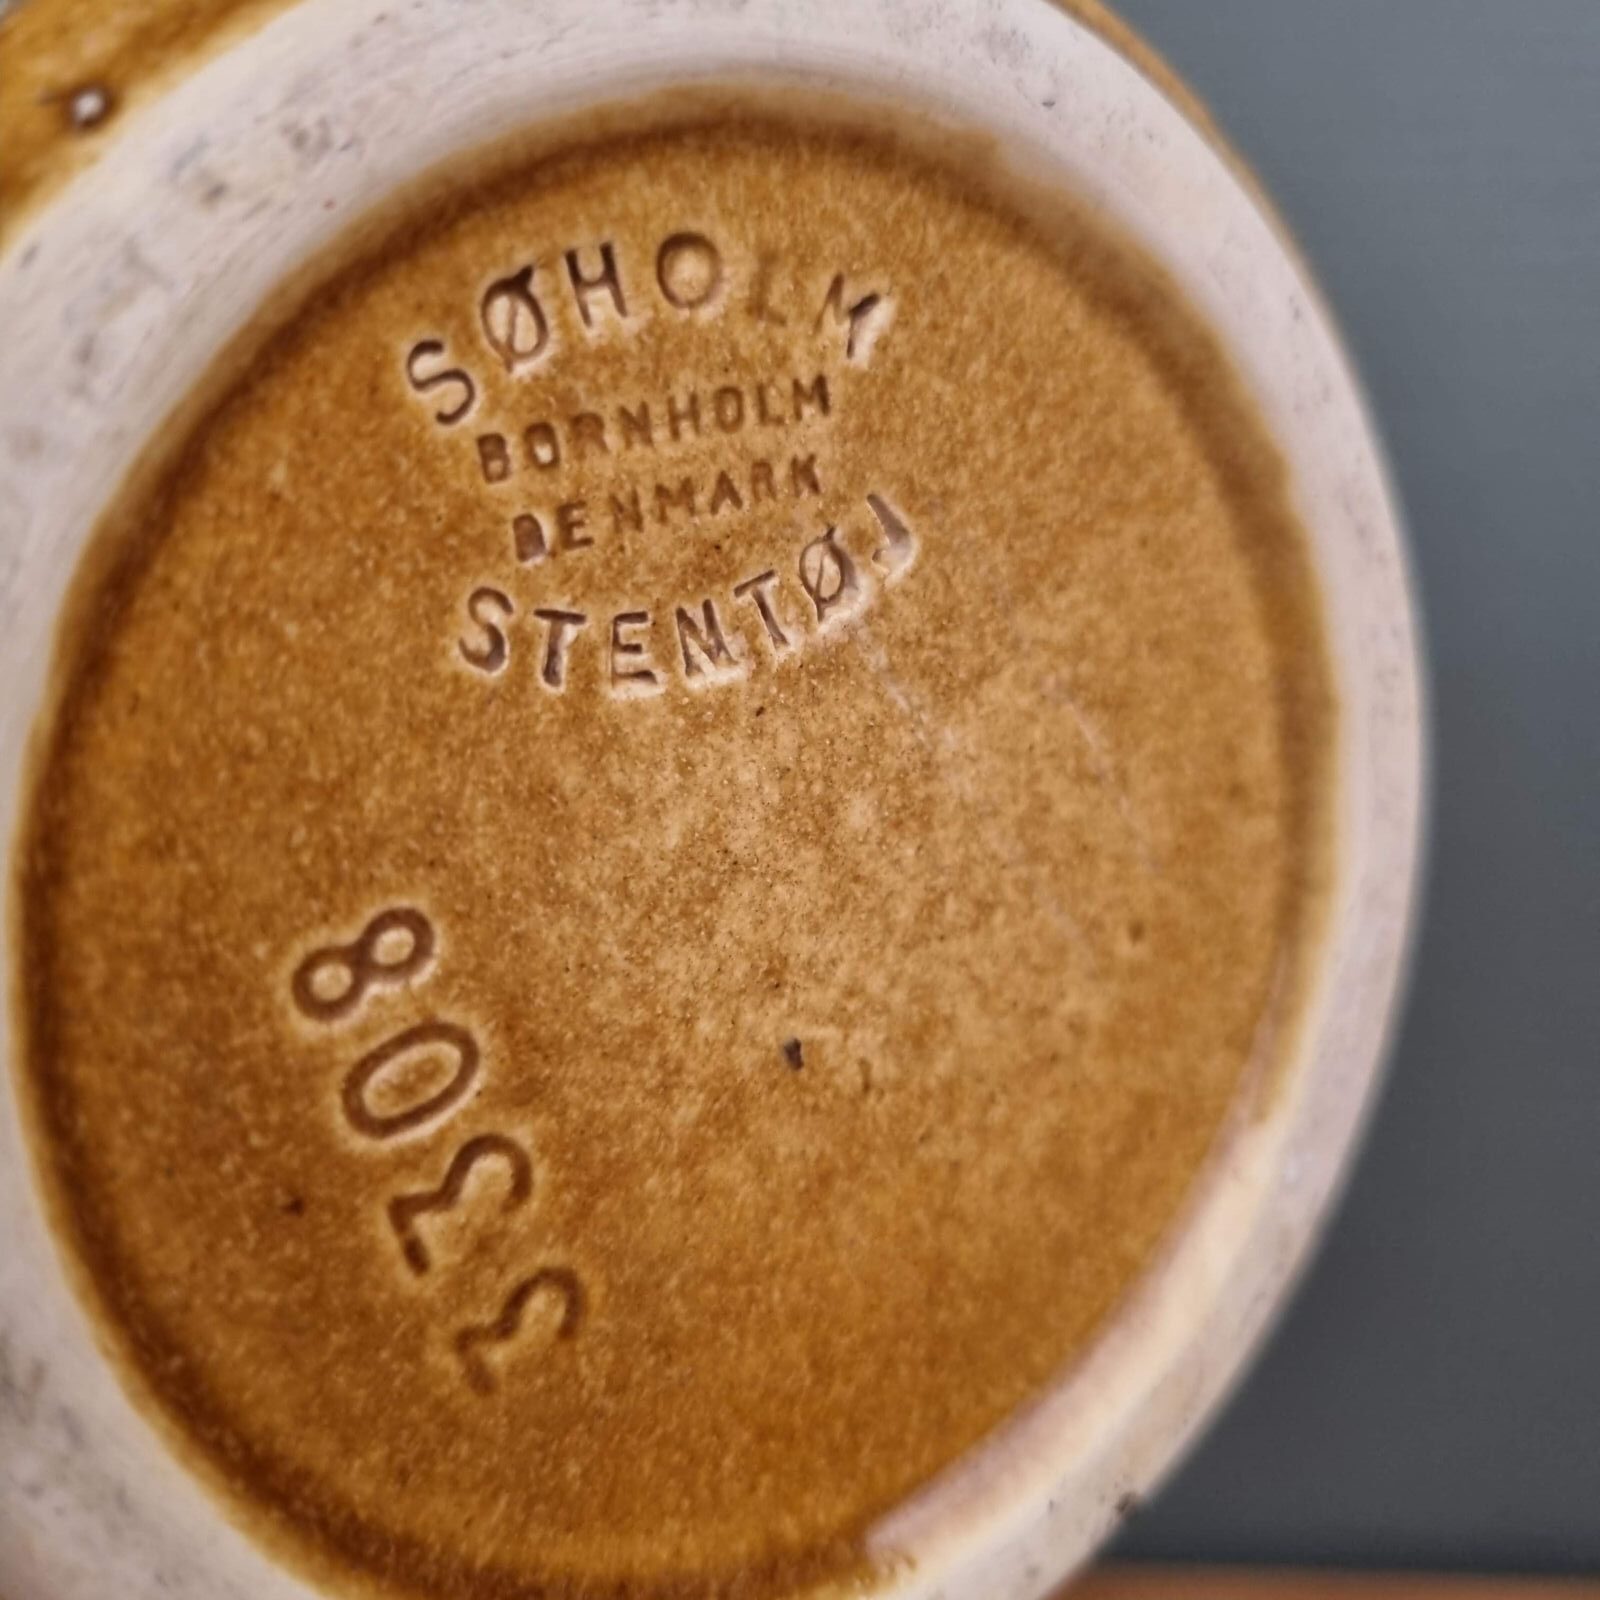 SØHOLM
BORNHOLM
DENMARK
STENTØJ
3308